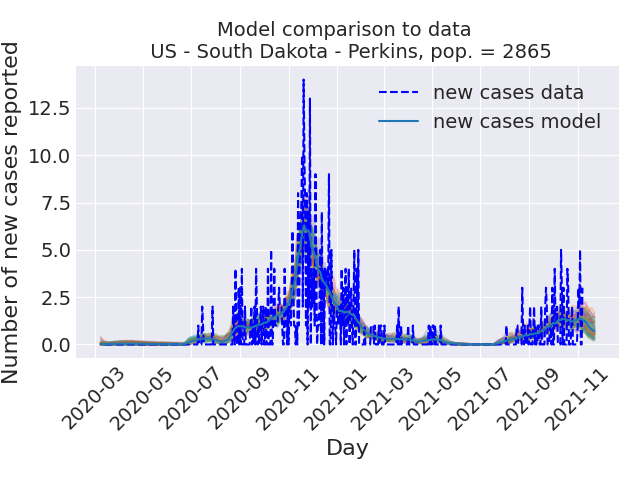 Model comparison to data
US - South Dakota - Perkins, pop. = 2865
Number of new cases reported
12.5
10.0
7.5
5.0
2.5
0.0
new cases data
new cases model
2020-03
2020-05
2020-07
2020-09
2020-11
2021-01
2021-03
2021-05
2021-07
2021-09
2021-11
Day